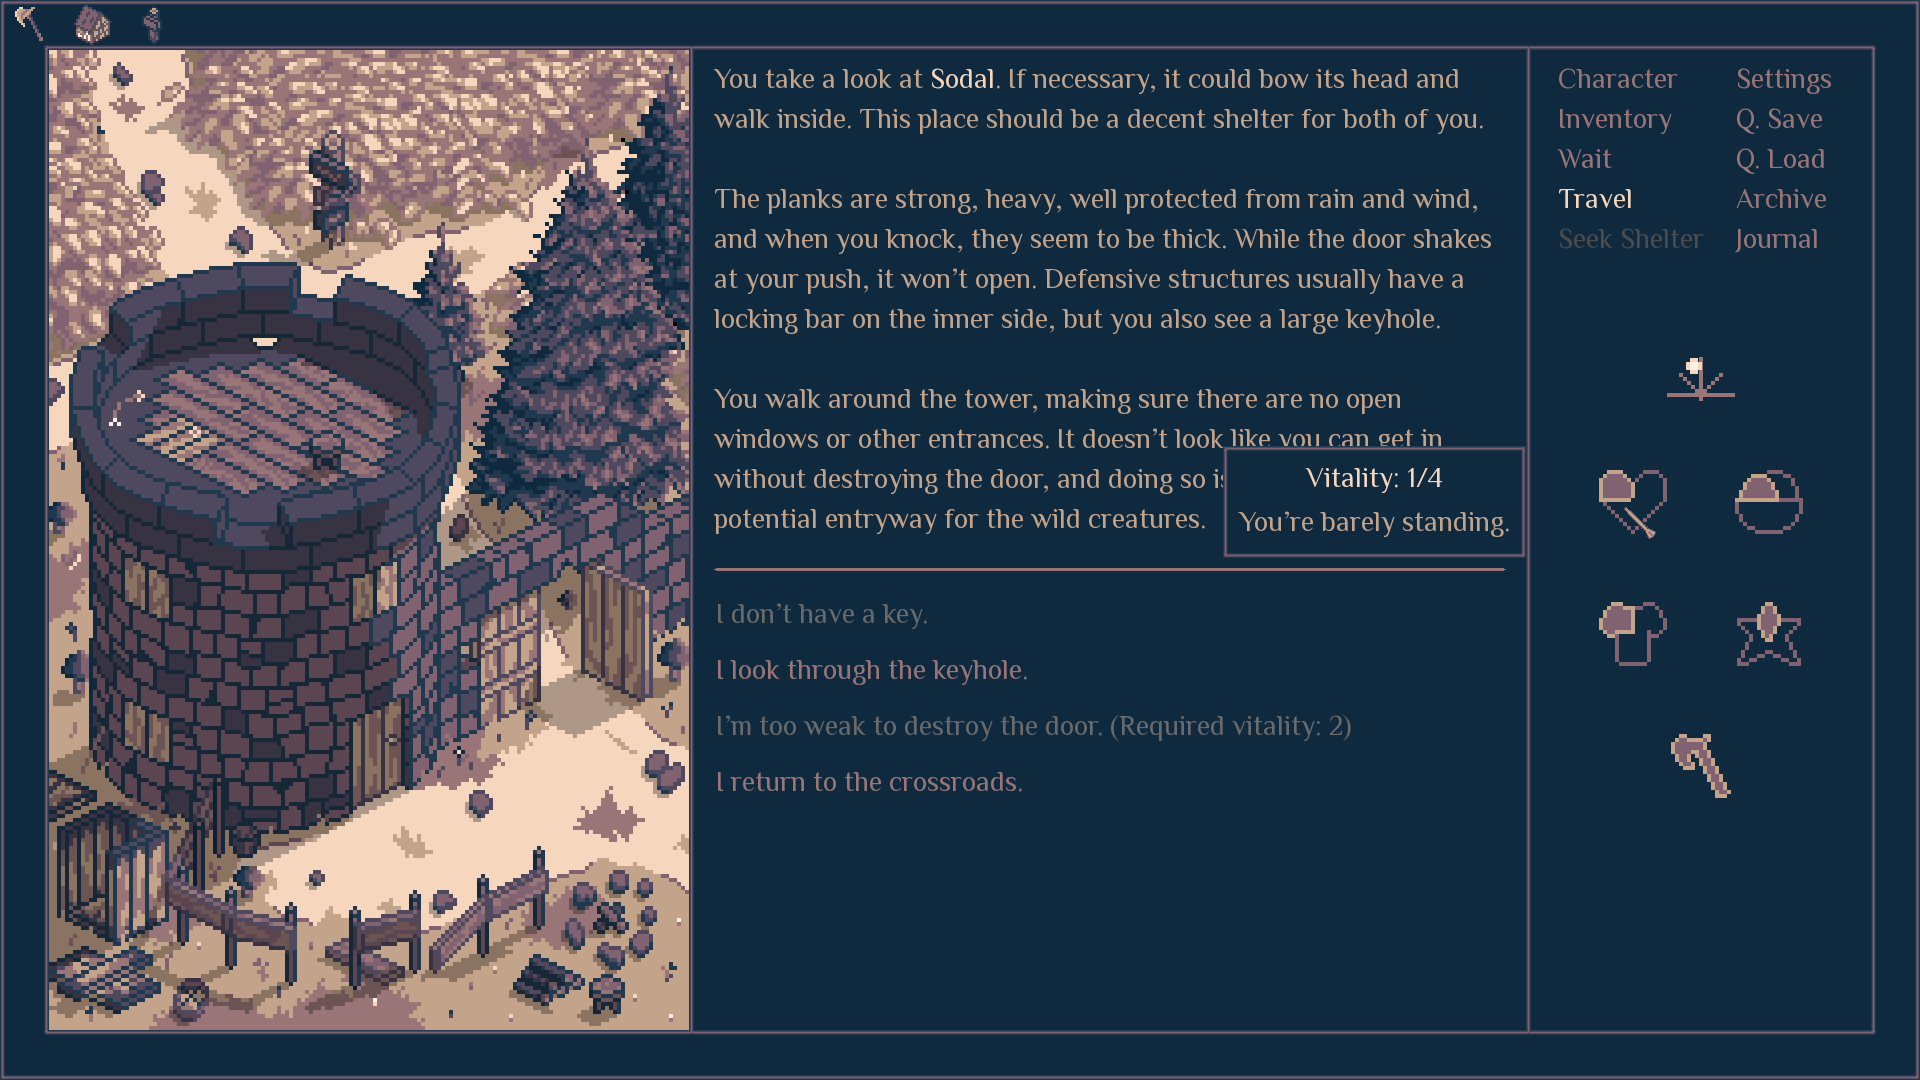 You take a look at Sodal. If necessary, it could bow its head and
walk inside. This place should be a decent shelter for both of you.
The planks are strong, heavy, well protected from rain and wind,
and when you knock, they seem to be thick. While the door shakes
at your push, it won’t open. Defensive structures usually have a
locking bar on the inner side, but you also see a large keyhole.
You walk around the tower, making sure there are no open
windows or other entrances. It doesn’t look like you can get in
without destroying the door, and doing so
potential entryway for the wild creatures.
Vitality: 1/4
You’re barely standing.
I don’t have a key.
I look through the keyhole.
I’m too weak to destroy the door. (Required vitality: 2)
I return to the crossroads.
Character
Inventory
Wait
Travel
Seek Shelter
Settings
Q. Save
Q. Load
Archive
Journal